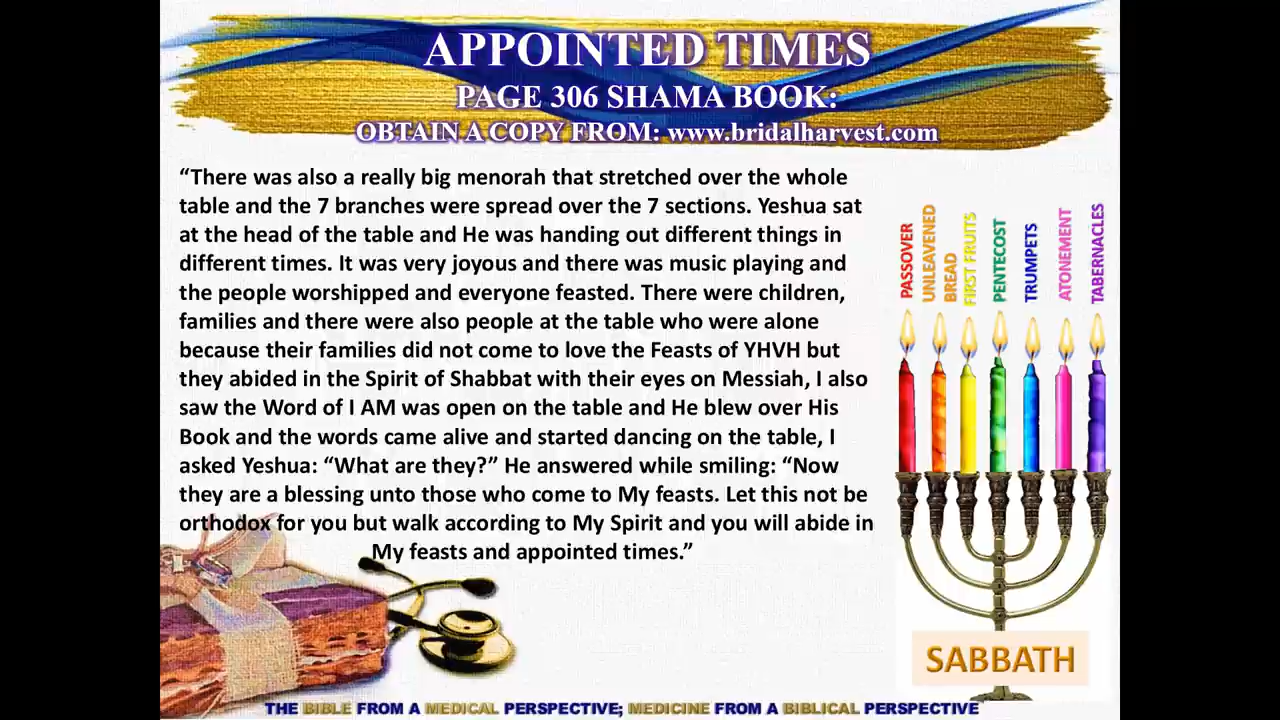 APPOINTED TIMES
PAGE 306 SHAMA BOOK:
OBTAIN A COPY FROM: www.bridalharvest.com
“There was also a really big menorah that stretched over the whole
table and the 7 branches were spread over the 7 sections. Yeshua sat
at the head of the table and He was handing out different things in
different times. It was very joyous and there was music playing and
the people worshipped and everyone feasted. There were children,
families and there were also people at the table who were alone
because their families did not come to love the Feasts of YHVH but
they abided in the Spirit of Shabbat with their eyes on Messiah, I also
saw the Word of I AM was open on the table and He blew over His
Book and the words came alive and started dancing on the table, I
asked Yeshua: “What are they?” He answered while smiling: “Now
they are a blessing unto those who come to My feasts. Let this not be
orthodox for you but walk according to My Spirit and you will abide in
My feasts and appointed times.”
PASSOVER
UNLEAVENED
BREAD
FIRST FRUITS
PENTECOST
TRUMPETS
ATONEMENT
TABERNACLES
SABBATH
THE BIBLE FROM A MEDICAL PERSPECTIVE; MEDICINE FROM A BIBLICAL PERSPECTIVE